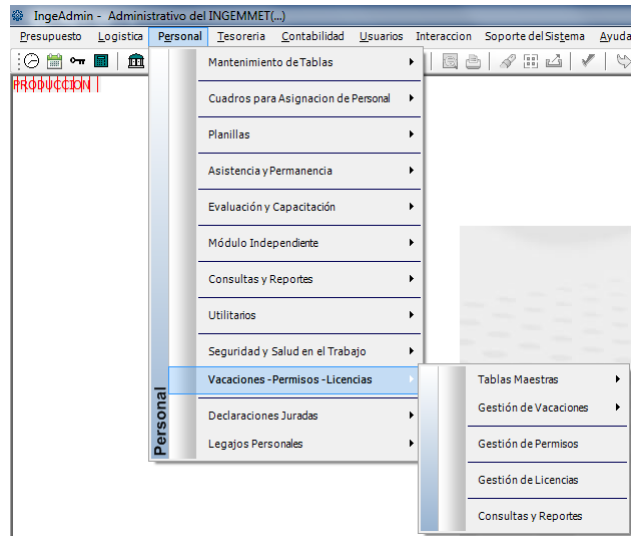 IngeAdmin - Administrativo del INGEMMET(...)
Presupuesto Logistica Personal Tesoreria Contabilidad Usuarios Interaccion Soporte del Sistema Ayuda
PRODUCCION
Mantenimiento de Tablas
Cuadros para Asignacion de Personal
Planillas
Asistencia y Permanencia
Evaluación y Capacitación
Módulo Independiente
Consultas y Reportes
Utilitarios
Seguridad y Salud en el Trabajo
Vacaciones -Permisos -Licencias
Declaraciones Juradas
Legajos Personales
Personal
Tablas Maestras
Gestión de Vacaciones
Gestión de Permisos
Gestión de Licencias
Consultas y Reportes